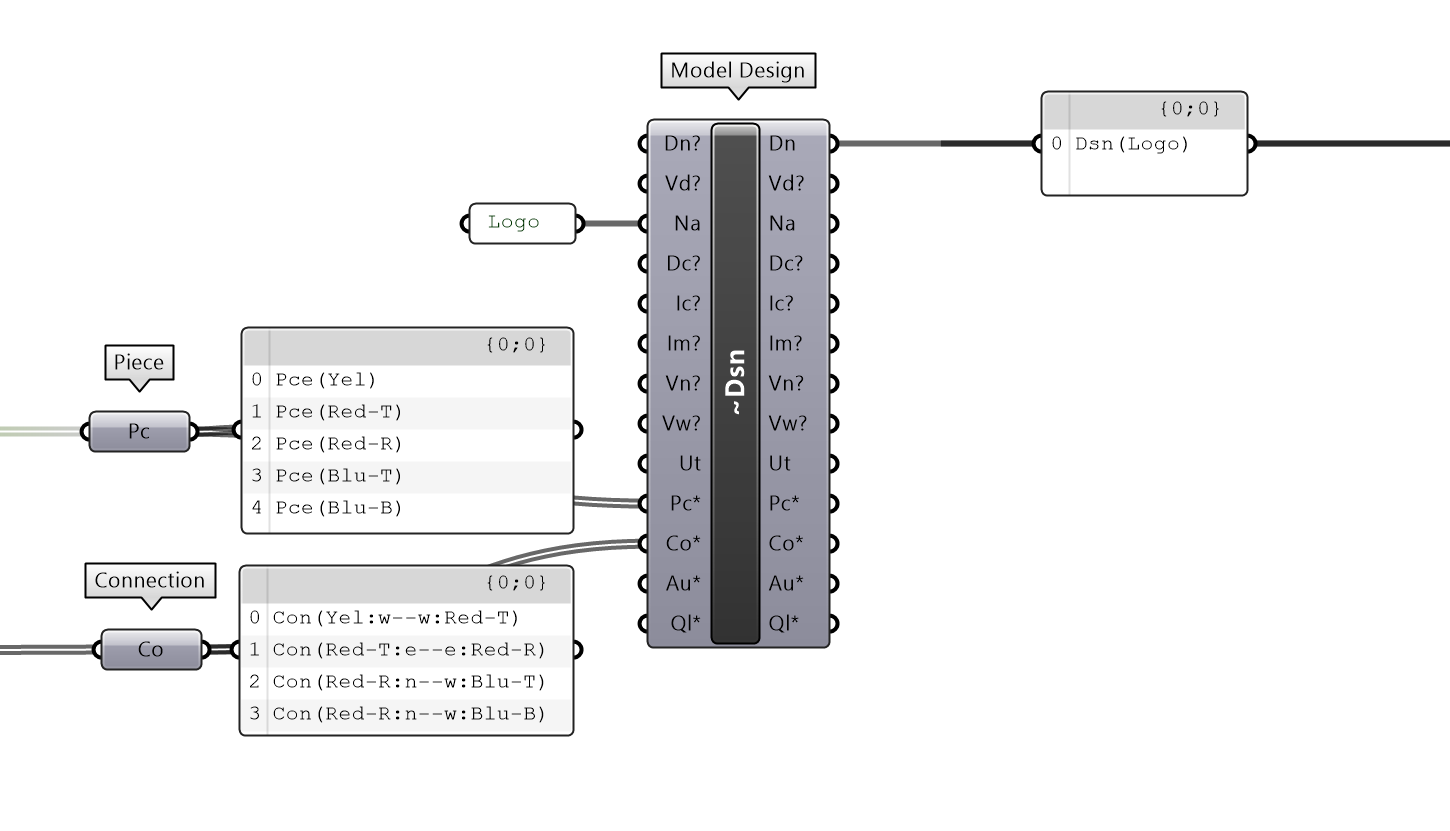 Model Design
{0;0}
0 Dsn(Logo)
Dn? Dn
Vd? Vd?
Logo
Na Na
Dc? Dc?
Ic? Ic?
Im? Im?
Vn? Vn?
Vw? Vw?
Ut Ut
Pc* Pc*
Co* Co*
Au* Au*
Ql* Ql*
~Dsn
Piece
Pc
{0;0}
0 Pce(Yel)
1 Pce(Red-T)
2 Pce(Red-R)
3 Pce(Blu-T)
4 Pce(Blu-B)
Connection
Co
{0;0}
0 Con(Yel:w--w:Red-T)
1 Con(Red-T:e--e:Red-R)
2 Con(Red-R:n--w:Blu-T)
3 Con(Red-R:n--w:Blu-B)